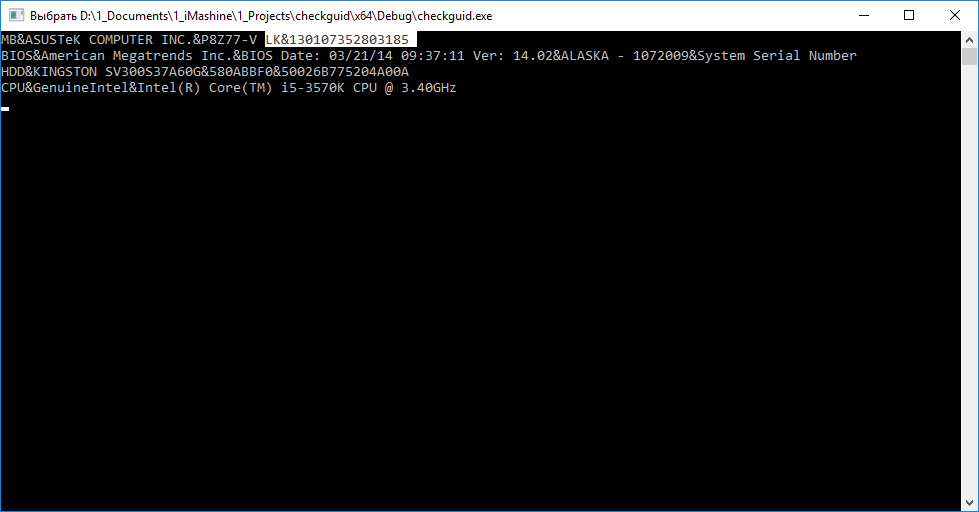 Выбрать D:\1_Documents\1_iMashine\1_Projects\checkguid\x64\Debug\checkguid.exe
MB&ASUSTeK COMPUTER INC.&P8Z77-V LK&130107352803185
BIOS&American Megatrends Inc.&BIOS Date: 03/21/14 09:37:11 Ver: 14.02&ALASKA - 1072009&System Serial Number
HDD&KINGSTON SV300S37A60G&580ABBF0&50026B775204A00A
CPU&GenuineIntel&Intel(R) Core(TM) i5-3570K CPU @ 3.40GHz